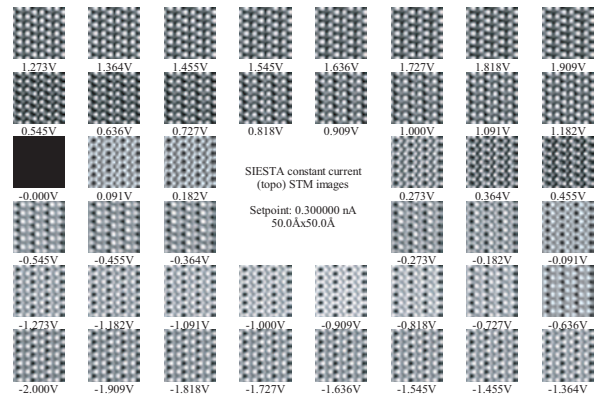 1.273V 1.364V 1.455V 1.545V 1.636V 1.727V 1.818V 1.909V
0.545V 0.636V 0.727V 0.818V 0.909V 1.000V 1.091V 1.182V
SIESTA constant current
(topo) STM images
-0.000V 0.091V 0.182V 0.273V 0.364V 0.455V
Setpoint: 0.300000 nA
50.0Åx50.0Å
-0.545V -0.455V -0.364V -0.273V -0.182V -0.091V
-1.273V -1.182V -1.091V -1.000V -0.909V -0.818V -0.727V -0.636V
-2.000V -1.909V -1.818V -1.727V -1.636V -1.545V -1.455V -1.364V